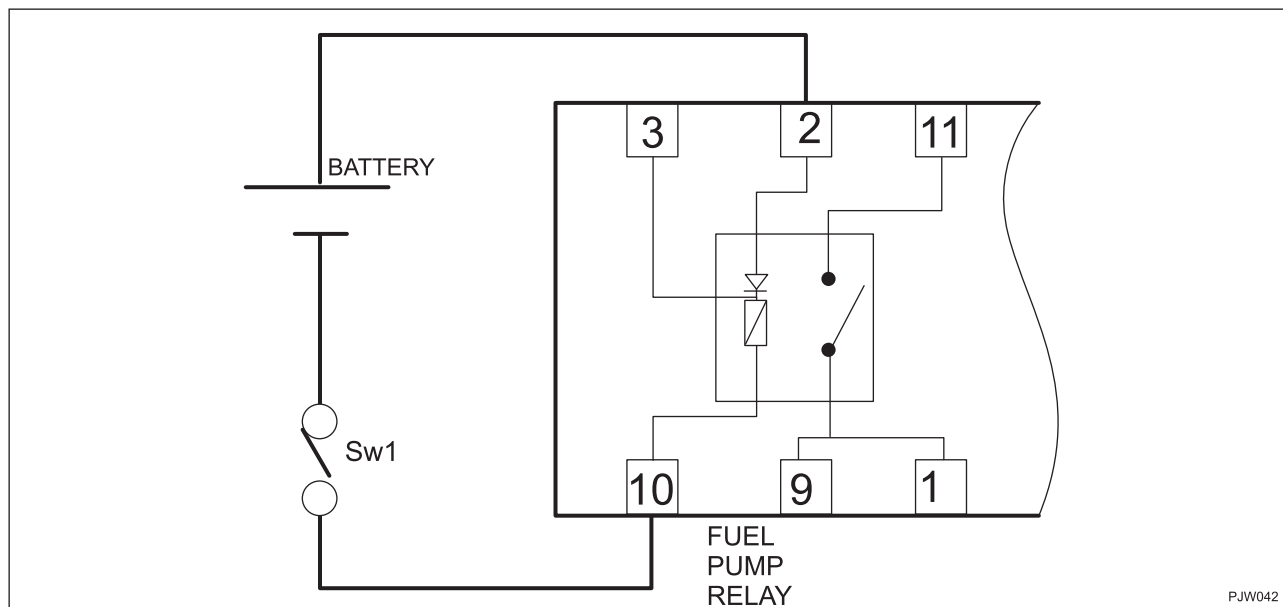 3 2 11
BATTERY
Sw1
10 9 1
FUEL
PUMP
RELAY
PJW042